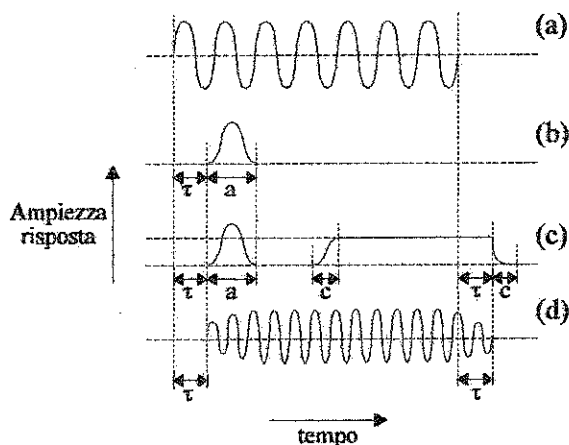 (a)
(b)
τ a
Ampiezza
risposta
(c)
τ a c τ c
(d)
τ τ
tempo